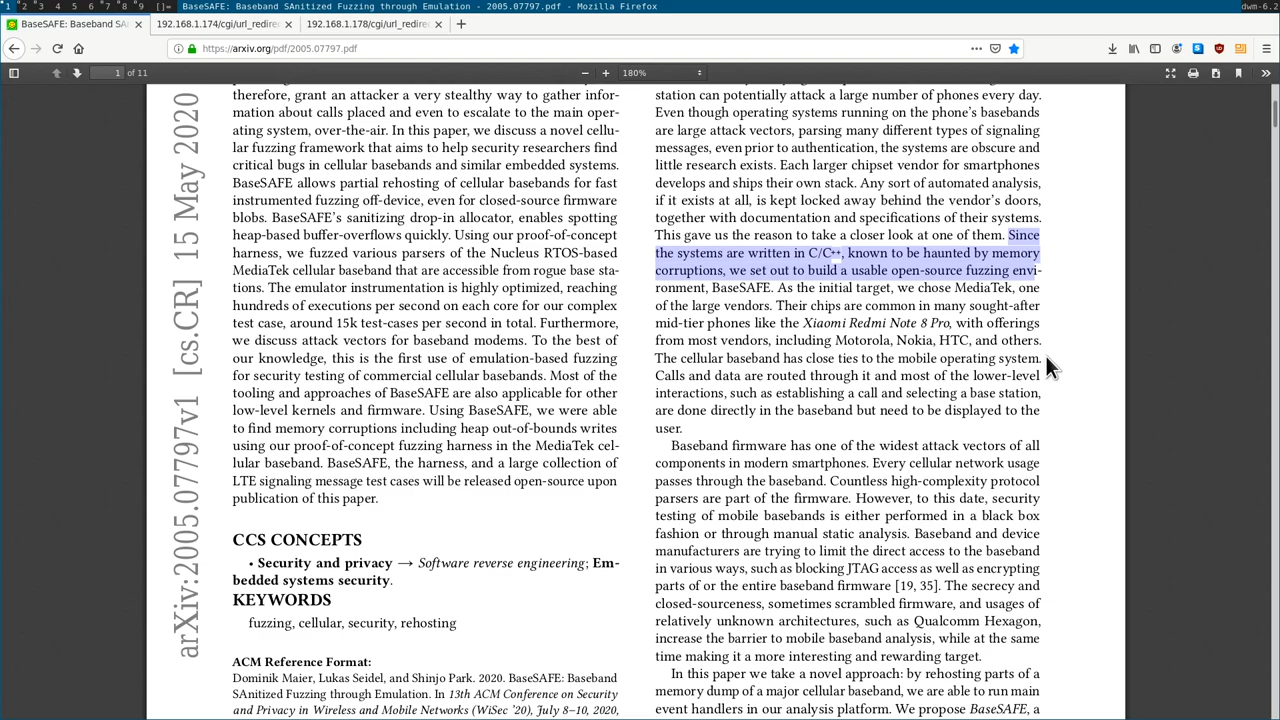 1 2 3 4 5 6 7 8 9 BaseSAFE: Baseband SAnitized Fuzzing through Emulation - 2005.07797.pdf - Mozilla Firefox dwm-6.2
BaseSAFE: Baseband SAn
192.168.1.174/cgi/url_redire
192.168.1.178/cgi/url_redire
https://arxiv.org/pdf/2005.07797.pdf
1 of 11
180%
arXiv:2005.07797v1 [cs.CR] 15 May 2020
therefore, grant an attacker a very stealthy way to gather infor-
mation about calls placed and even to escalate to the main oper-
ating system, over-the-air. In this paper, we discuss a novel cellu-
lar fuzzing framework that aims to help security researchers find
critical bugs in cellular basebands and similar embedded systems.
BaseSAFE allows partial rehosting of cellular basebands for fast
instrumented fuzzing off-device, even for closed-source firmware
blobs. BaseSAFE's sanitizing drop-in allocator, enables spotting
heap-based buffer-overflows quickly. Using our proof-of-concept
harness, we fuzzed various parsers of the Nucleus RTOS-based
MediaTek cellular baseband that are accessible from rogue base sta-
tions. The emulator instrumentation is highly optimized, reaching
hundreds of executions per second on each core for our complex
test case, around 15k test-cases per second in total. Furthermore,
we discuss attack vectors for baseband modems. To the best of
our knowledge, this is the first use of emulation-based fuzzing
for security testing of commercial cellular basebands. Most of the
tooling and approaches of BaseSAFE are also applicable for other
low-level kernels and firmware. Using BaseSAFE, we were able
to find memory corruptions including heap out-of-bounds writes
using our proof-of-concept fuzzing harness in the MediaTek cel-
lular baseband. BaseSAFE, the harness, and a large collection of
LTE signaling message test cases will be released open-source upon
publication of this paper.
CCS CONCEPTS
• Security and privacy → Software reverse engineering; Em-
bedded systems security.
KEYWORDS
fuzzing, cellular, security, rehosting
ACM Reference Format:
Dominik Maier, Lukas Seidel, and Shinjo Park. 2020. BaseSAFE: Baseband
SAnitized Fuzzing through Emulation. In 13th ACM Conference on Security
and Privacy in Wireless and Mobile Networks (WiSec '20), July 8–10, 2020,
station can potentially attack a large number of phones every day.
Even though operating systems running on the phone's basebands
are large attack vectors, parsing many different types of signaling
messages, even prior to authentication, the systems are obscure and
little research exists. Each larger chipset vendor for smartphones
develops and ships their own stack. Any sort of automated analysis,
if it exists at all, is kept locked away behind the vendor's doors,
together with documentation and specifications of their systems.
This gave us the reason to take a closer look at one of them. Since
the systems are written in C/C++, known to be haunted by memory
corruptions, we set out to build a usable open-source fuzzing envi-
ronment, BaseSAFE. As the initial target, we chose MediaTek, one
of the large vendors. Their chips are common in many sought-after
mid-tier phones like the Xiaomi Redmi Note 8 Pro, with offerings
from most vendors, including Motorola, Nokia, HTC, and others.
The cellular baseband has close ties to the mobile operating system.
Calls and data are routed through it and most of the lower-level
interactions, such as establishing a call and selecting a base station,
are done directly in the baseband but need to be displayed to the
user.
Baseband firmware has one of the widest attack vectors of all
components in modern smartphones. Every cellular network usage
passes through the baseband. Countless high-complexity protocol
parsers are part of the firmware. However, to this date, security
testing of mobile basebands is either performed in a black box
fashion or through manual static analysis. Baseband and device
manufacturers are trying to limit the direct access to the baseband
in various ways, such as blocking JTAG access as well as encrypting
parts of or the entire baseband firmware [19, 35]. The secrecy and
closed-sourceness, sometimes scrambled firmware, and usages of
relatively unknown architectures, such as Qualcomm Hexagon,
increase the barrier to mobile baseband analysis, while at the same
time making it a more interesting and rewarding target.
In this paper we take a novel approach: by rehosting parts of a
memory dump of a major cellular baseband, we are able to run main
event handlers in our analysis platform. We propose BaseSAFE, a